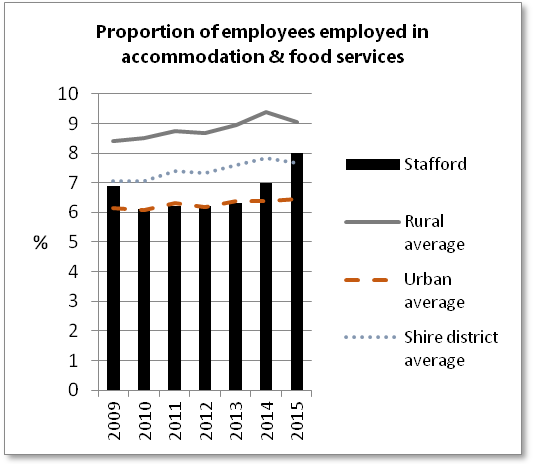 Proportion of employees employed in
accommodation & food services
10
9
8
7
6
5
4
3
2
1
0
%
2009
2010
2011
2012
2013
2014
2015
Stafford
Rural
average
Urban
average
Shire district
average